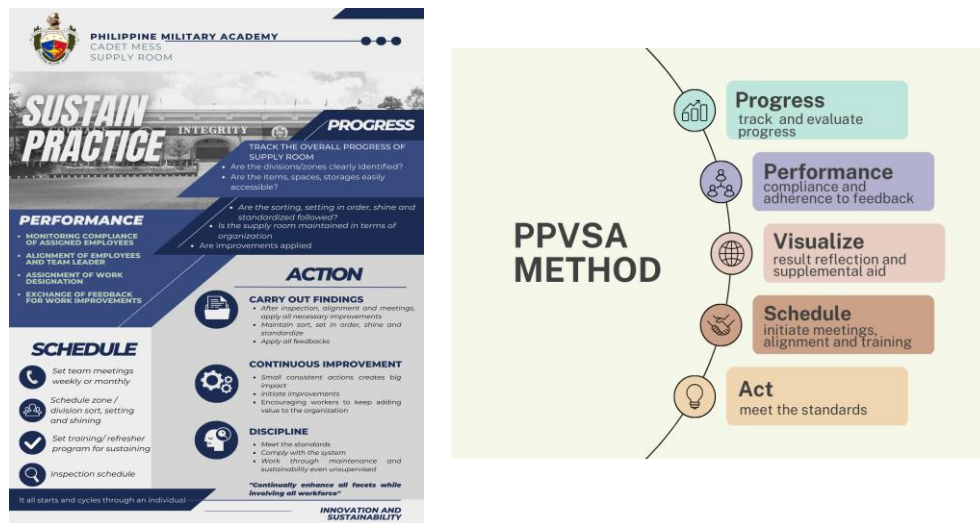 PHILIPPINE MILITARY ACADEMY
CADET MESS
SUPPLY ROOM
SUSTAIN
PRACTICE
COURAGE
INTEGRITY
PROGRESS
TRACK THE OVERALL PROGRESS OF
SUPPLY ROOM
• Are the divisions/zones clearly identified?
• Are the items, spaces, storages easily
accessible?
• Are the sorting, setting in order, shine and
standardized followed?
• Is the supply room maintained in terms of
organization
• Are improvements applied
PERFORMANCE
• MONITORING COMPLIANCE
OF ASSIGNED EMPLOYEES
• ALIGNMENT OF EMPLOYEES
AND TEAM LEADER
• ASSIGNMENT OF WORK
DESIGNATION
• EXCHANGE OF FEEDBACK
FOR WORK IMPROVEMENTS
ACTION
CARRY OUT FINDINGS
• After inspection, alignment and meetings,
apply all necessary improvements
• Maintain sort, set in order, shine and
standardize
• Apply all feedbacks
CONTINUOUS IMPROVEMENT
• Small consistent actions creates big
impact
• Initiate improvements
• Encouraging workers to keep adding
value to the organization
DISCIPLINE
• Meet the standards
• Comply with the system
• Work through maintenance and
sustainability even unsupervised
"Continually enhance all facets while
involving all workforce"
SCHEDULE
Set team meetings
weekly or monthly
Schedule zone /
division sort, setting
and shining
Set training/ refresher
program for sustaining
Inspection schedule
It all starts and cycles through an individual
INNOVATION AND
SUSTAINABILITY
PPVSA
METHOD
Progress
track and evaluate
progress
Performance
compliance and
adherence to feedback
Visualize
result reflection and
supplemental aid
Schedule
initiate meetings,
alignment and training
Act
meet the standards